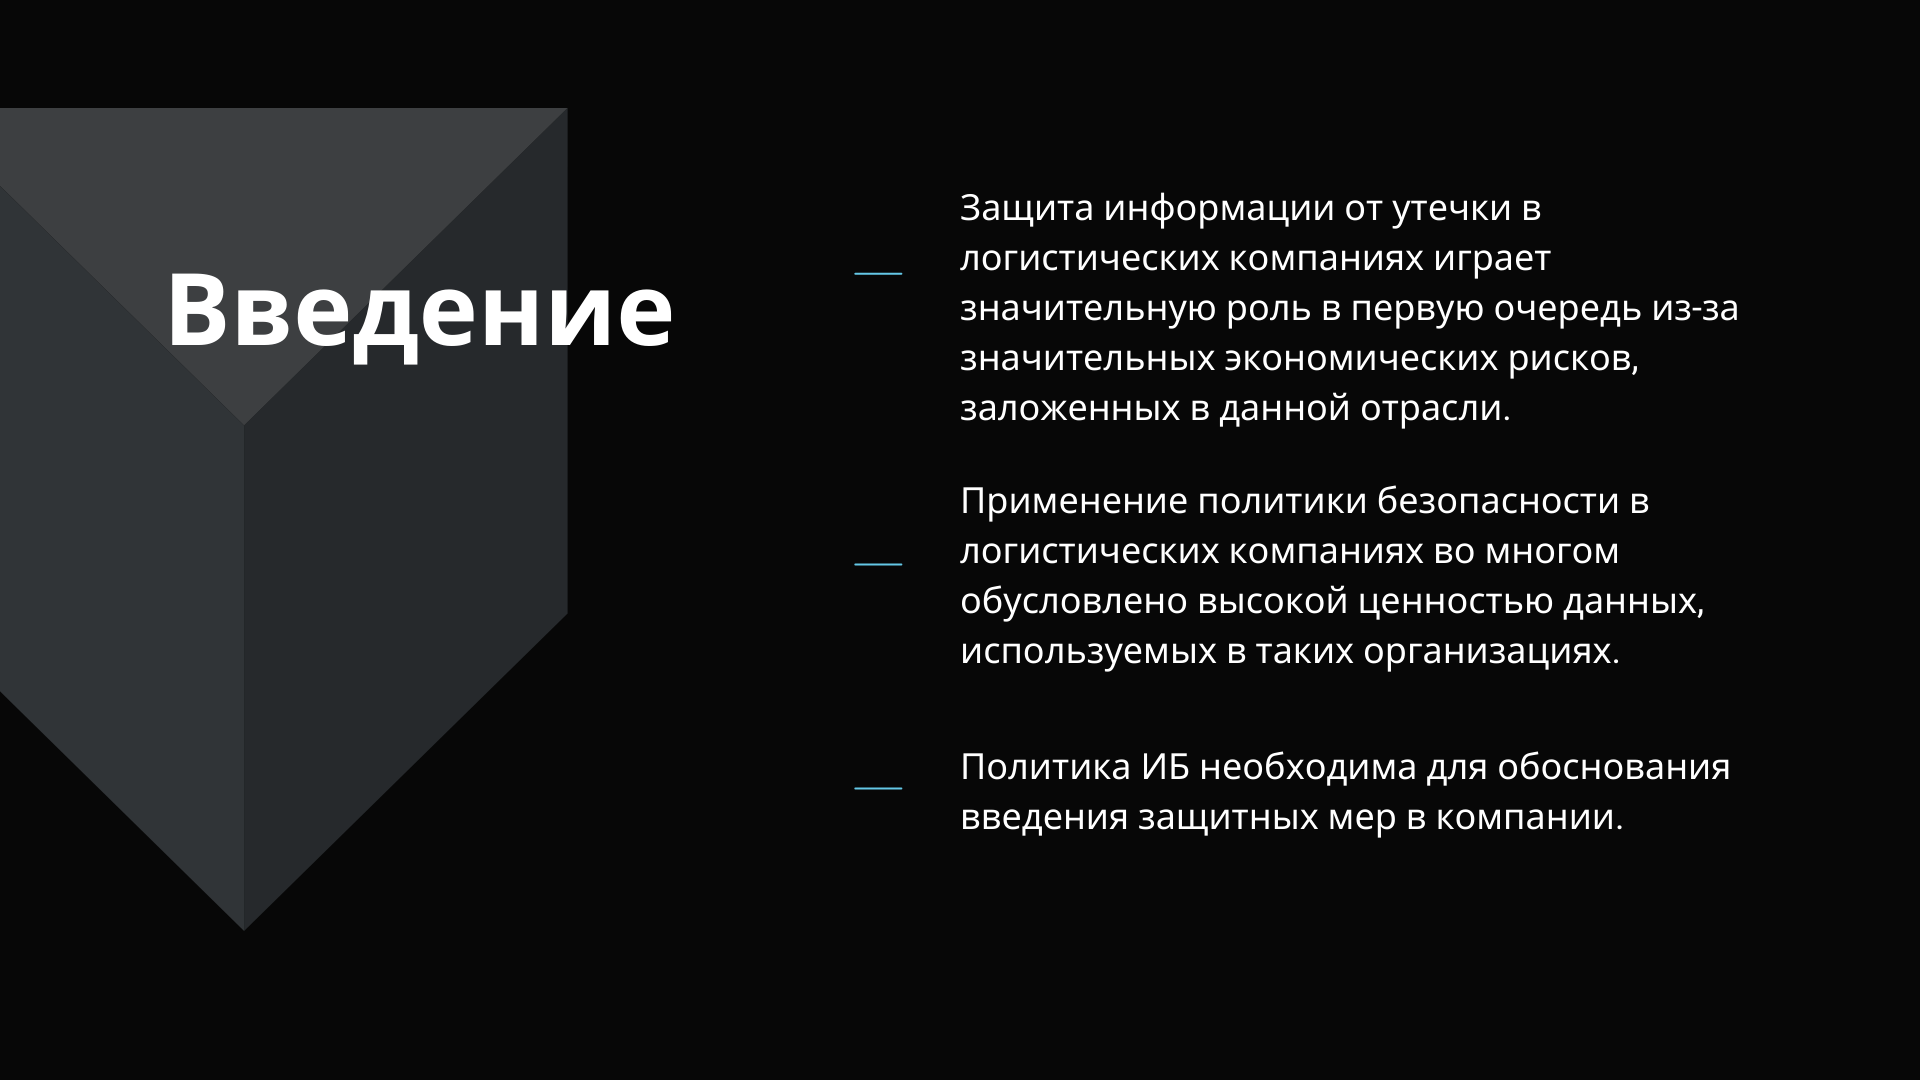 Введение
Защита информации от утечки в
логистических компаниях играет
значительную роль в первую очередь из-за
значительных экономических рисков,
заложенных в данной отрасли.
Применение политики безопасности в
логистических компаниях во многом
обусловлено высокой ценностью данных,
используемых в таких организациях.
Политика ИБ необходима для обоснования
введения защитных мер в компании.